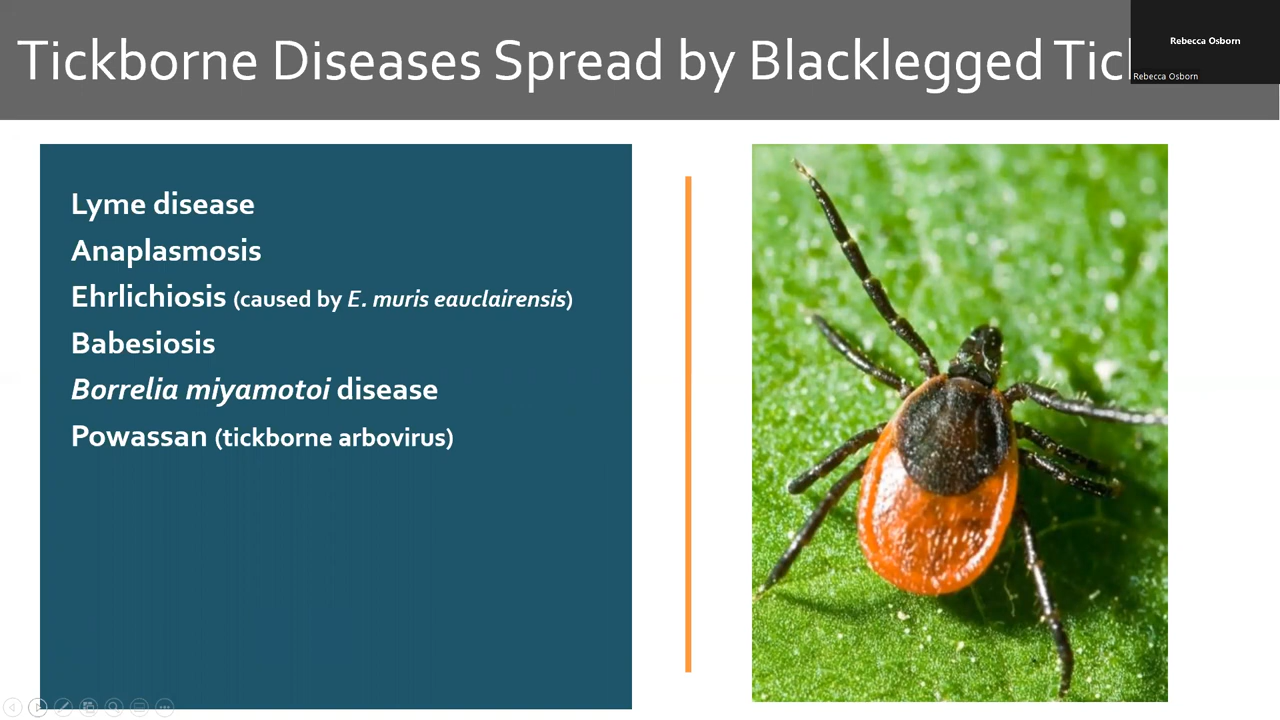 Tickborne Diseases Spread by Blacklegged
Rebecca Osborn
Rebecca Osborn
Lyme disease
Anaplasmosis
Ehrlichiosis (caused by E. muris eauclairensis)
Babesiosis
Borrelia miyamotoi disease
Powassan (tickborne arbovirus)